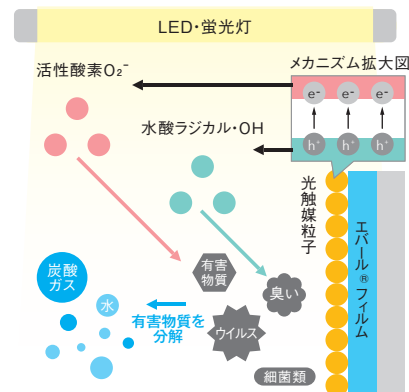 LED・蛍光灯
メカニズム拡大図
活性酸素O₂⁻
e⁻ e⁻ e⁻
水酸ラジカル・OH
h⁺ h⁺ h⁺
光触媒粒子
エバール®フィルム
有害
物質
炭酸
ガス
臭い
水
有害物質を
分解
ウイルス
細菌類